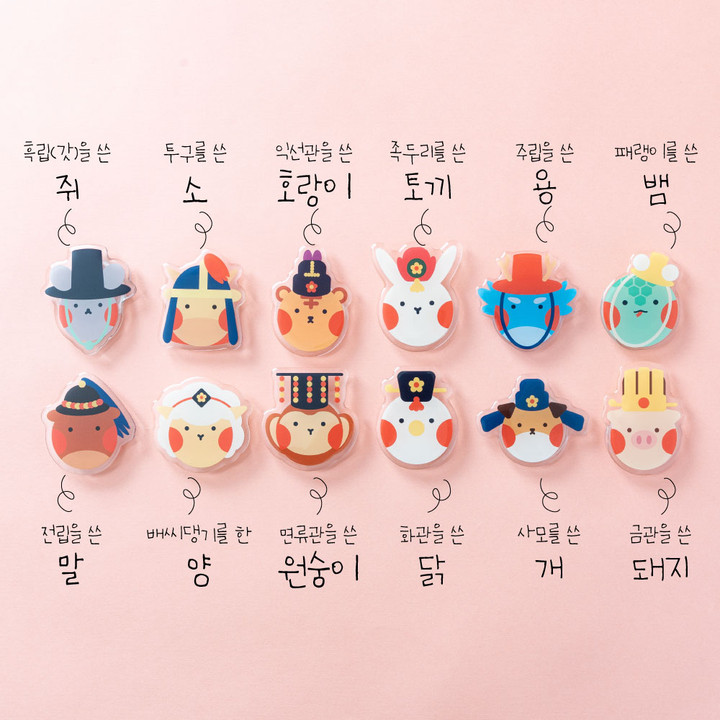 흑립(갓)을 쓴
쥐
투구를 쓴
소
익선관을 쓴
호랑이
족두리를 쓴
토끼
주립을 쓴
용
패랭이를 쓴
뱀
전립을 쓴
말
배씨댕기를 한
양
면류관을 쓴
원숭이
화관을 쓴
닭
사모를 쓴
개
금관을 쓴
돼지